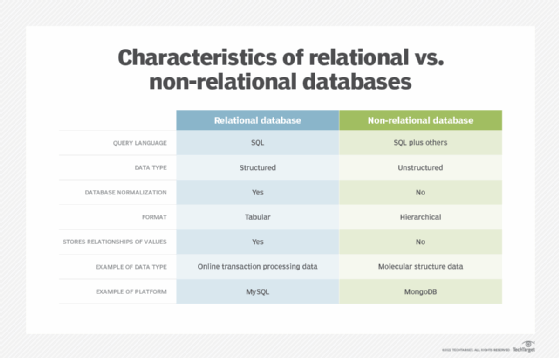 Characteristics of relational vs.
non-relational databases
Relational database Non-relational database
QUERY LANGUAGE SQL SQL plus others
DATA TYPE Structured Unstructured
DATABASE NORMALIZATION Yes No
FORMAT Tabular Hierarchical
STORES RELATIONSHIPS OF VALUES Yes No
EXAMPLE OF DATA TYPE Online transaction processing data Molecular structure data
EXAMPLE OF PLATFORM MySQL MongoDB
TECHTARGET. ALL RIGHTS RESERVED TechTarget